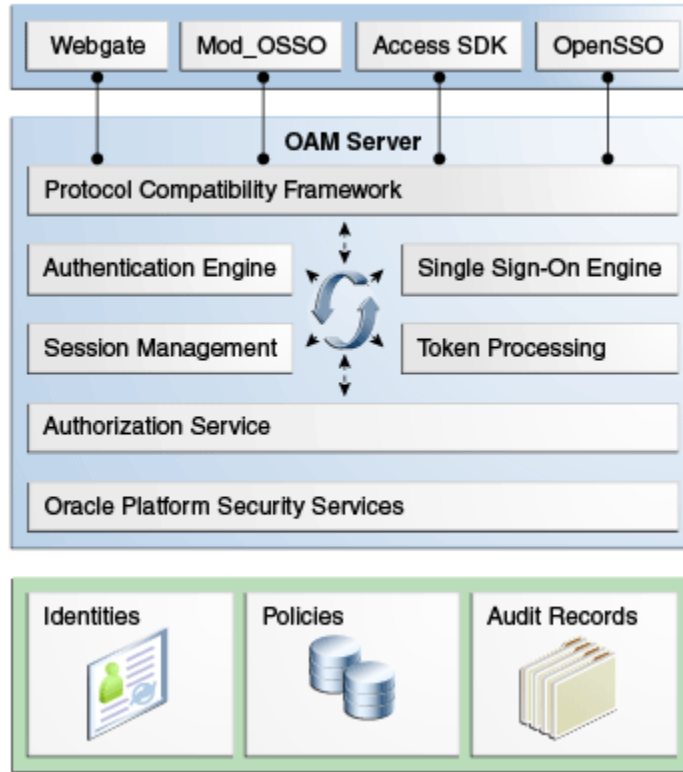 Webgate
Mod_OSSO
Access SDK
OpenSSO
OAM Server
Protocol Compatibility Framework
Authentication Engine
Single Sign-On Engine
Session Management
Token Processing
Authorization Service
Oracle Platform Security Services
Identities
Policies
Audit Records